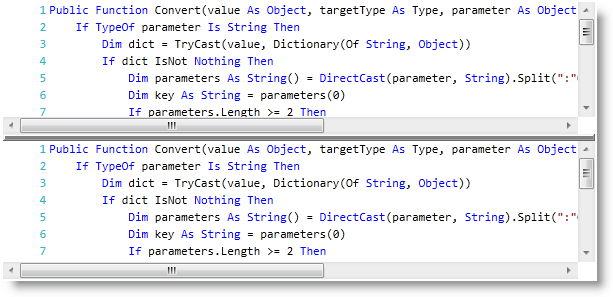 1 Public Function Convert(value As Object, targetType As Type, parameter As Object
2 If TypeOf parameter Is String Then
3 Dim dict = TryCast(value, Dictionary(Of String, Object))
4 If dict IsNot Nothing Then
5 Dim parameters As String() = DirectCast(parameter, String).Split(":"
6 Dim key As String = parameters(0)
7 If parameters.Length >= 2 Then
1 Public Function Convert(value As Object, targetType As Type, parameter As Object
2 If TypeOf parameter Is String Then
3 Dim dict = TryCast(value, Dictionary(Of String, Object))
4 If dict IsNot Nothing Then
5 Dim parameters As String() = DirectCast(parameter, String).Split(":"
6 Dim key As String = parameters(0)
7 If parameters.Length >= 2 Then